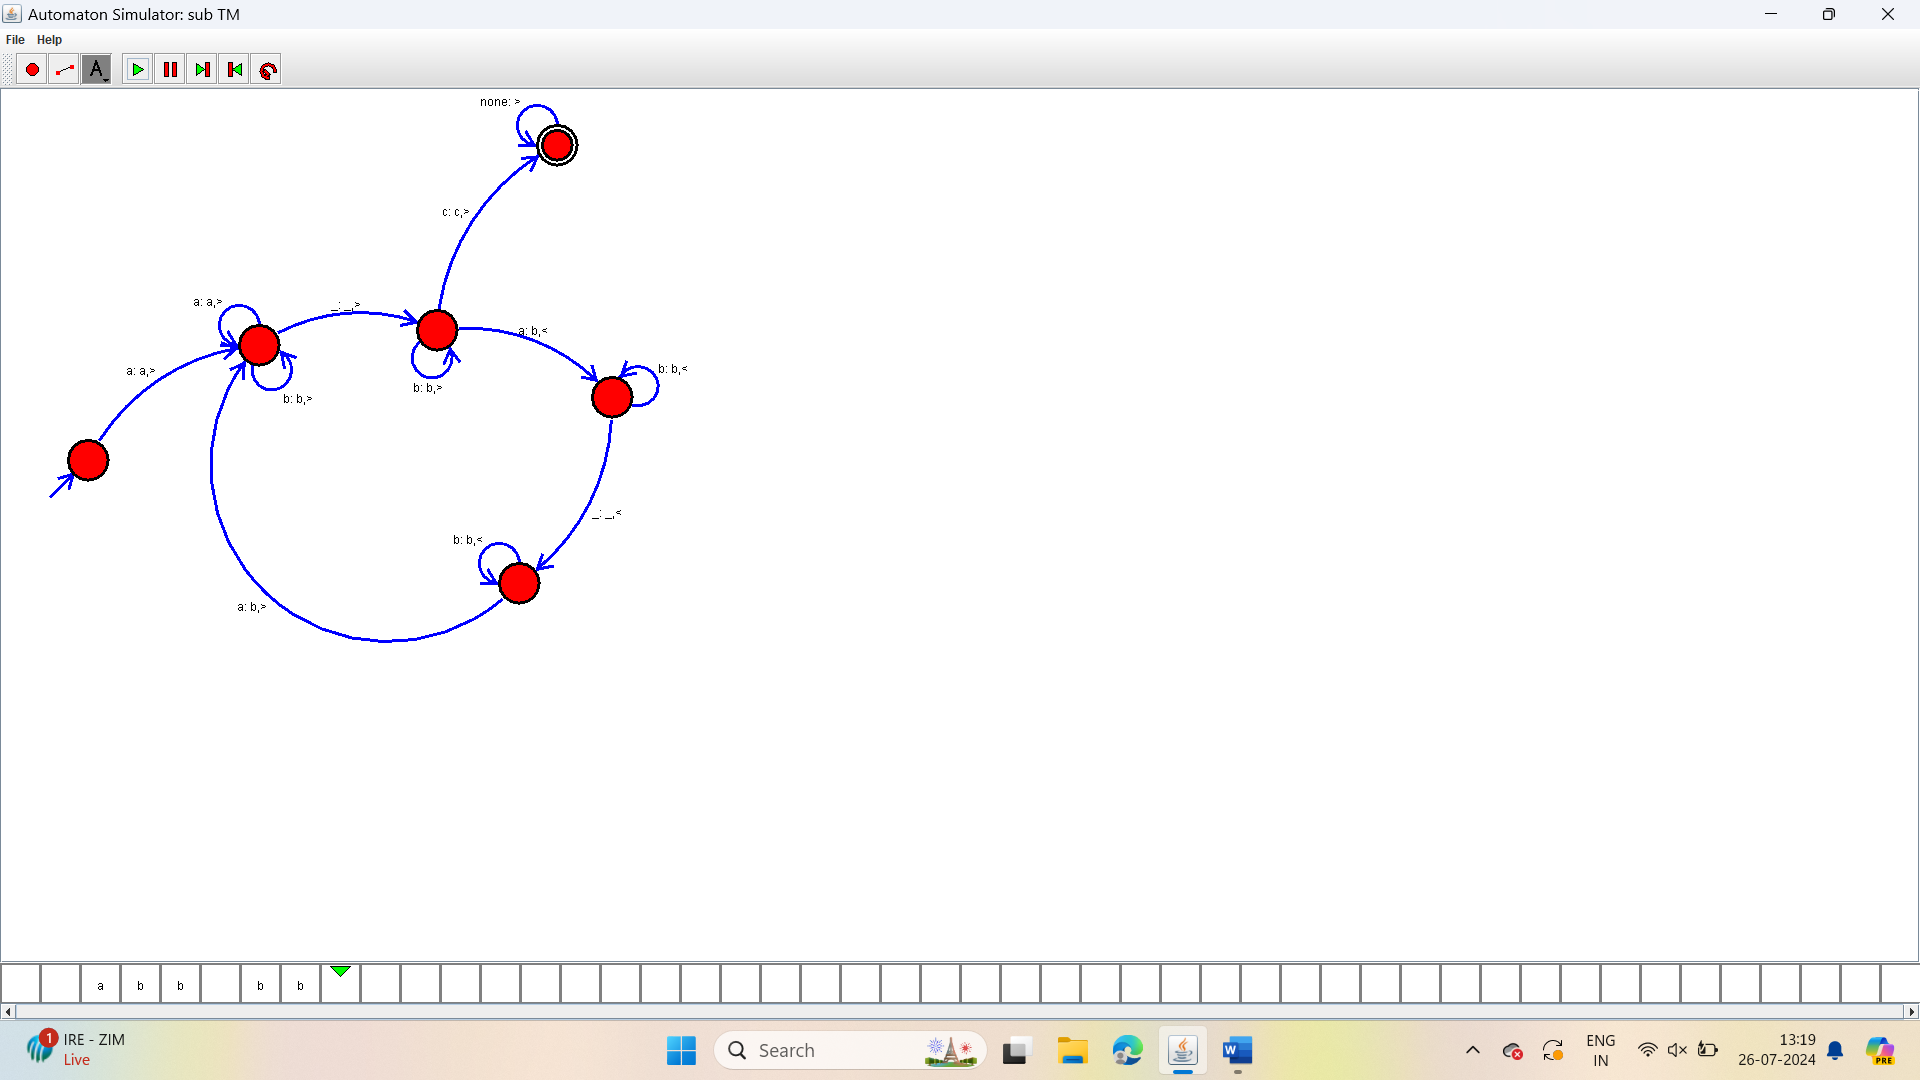 Automaton Simulator: sub TM
File Help
A
none: >
c: c,>
a: a,>
_: _,>
a: b,<
b: b,<
a: a,>
b: b,>
b: b,>
_: _,<
b: b,<
a: b,>
a b b b b
1 IRE - ZIM
Live
Search
W
ENG
IN
13:19
26-07-2024
PRE